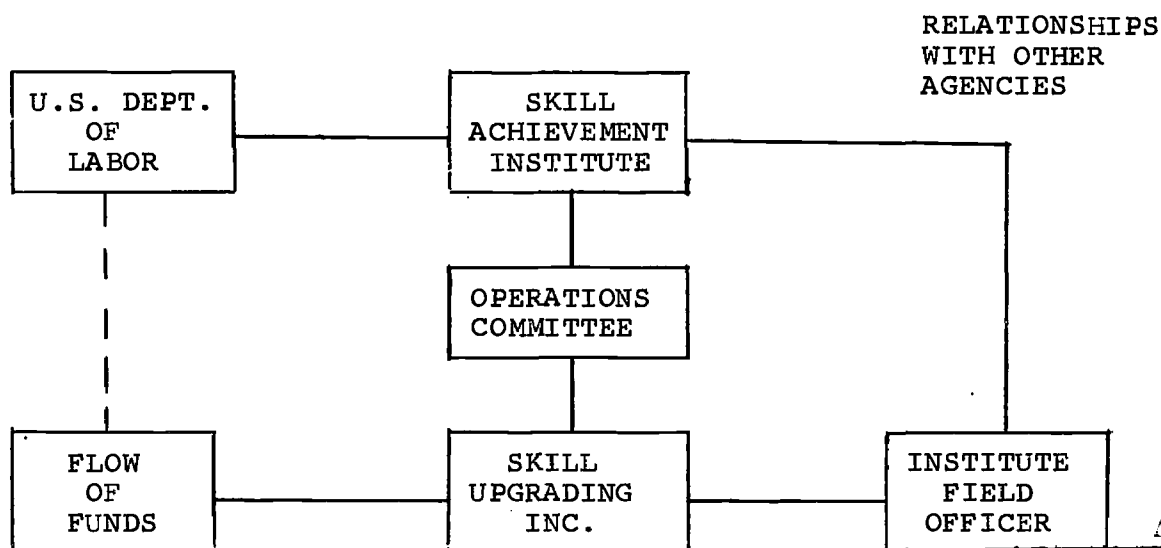 RELATIONSHIPS
WITH OTHER
AGENCIES
U.S. DEPT.
OF
LABOR
SKILL
ACHIEVEMENT
INSTITUTE
OPERATIONS
COMMITTEE
FLOW
OF
FUNDS
SKILL
UPGRADING
INC.
INSTITUTE
FIELD
OFFICER